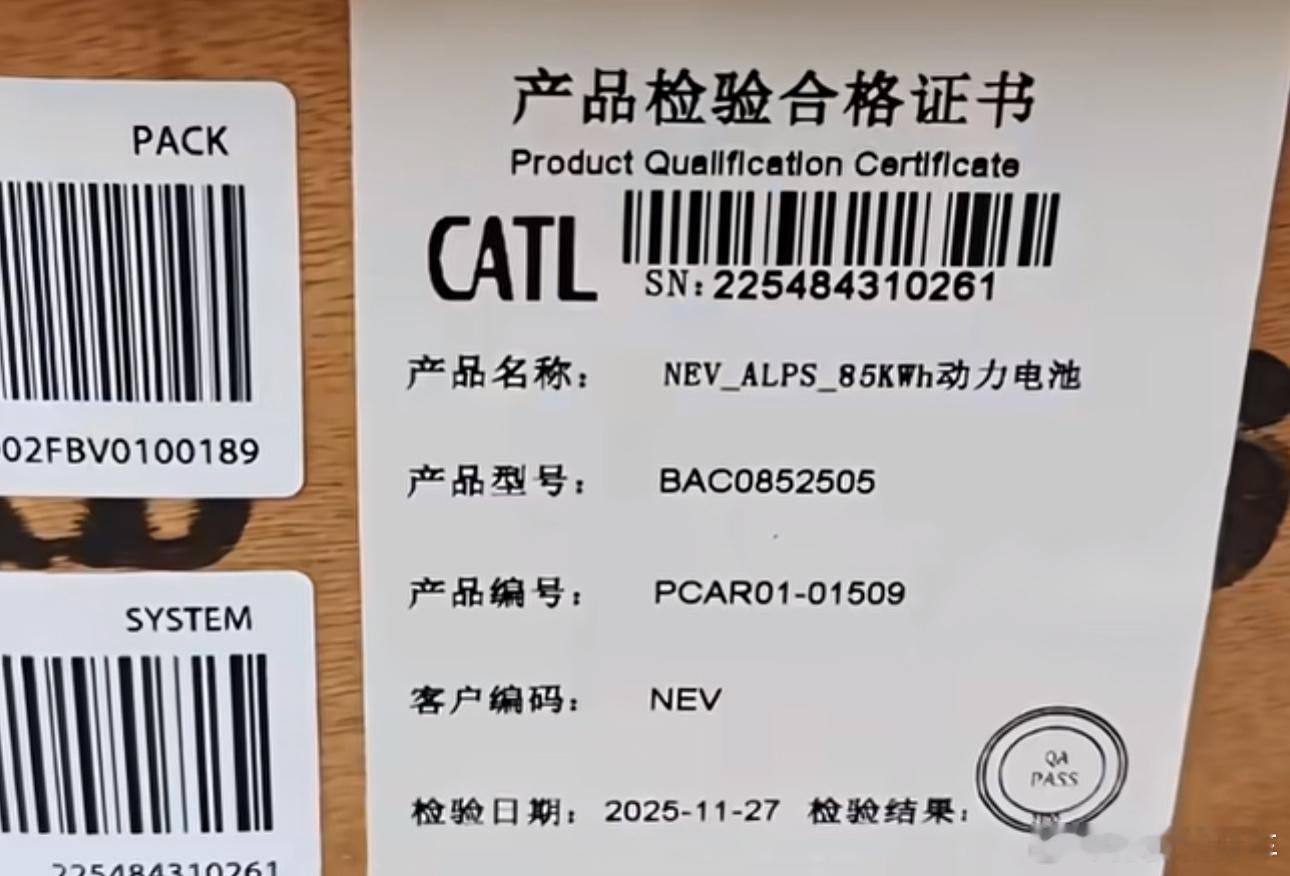 PACK
02FBV0100189
SYSTEM
225484310261
产品检验合格证书
Product Qualification Certificate
CATL
SN:225484310261
产品名称: NEV_ALPS_85KWh动力电池
产品型号: BAC0852505
产品编号: PCAR01-01509
客户编码: NEV
检验日期: 2025-11-27 检验结果:
QA
PASS